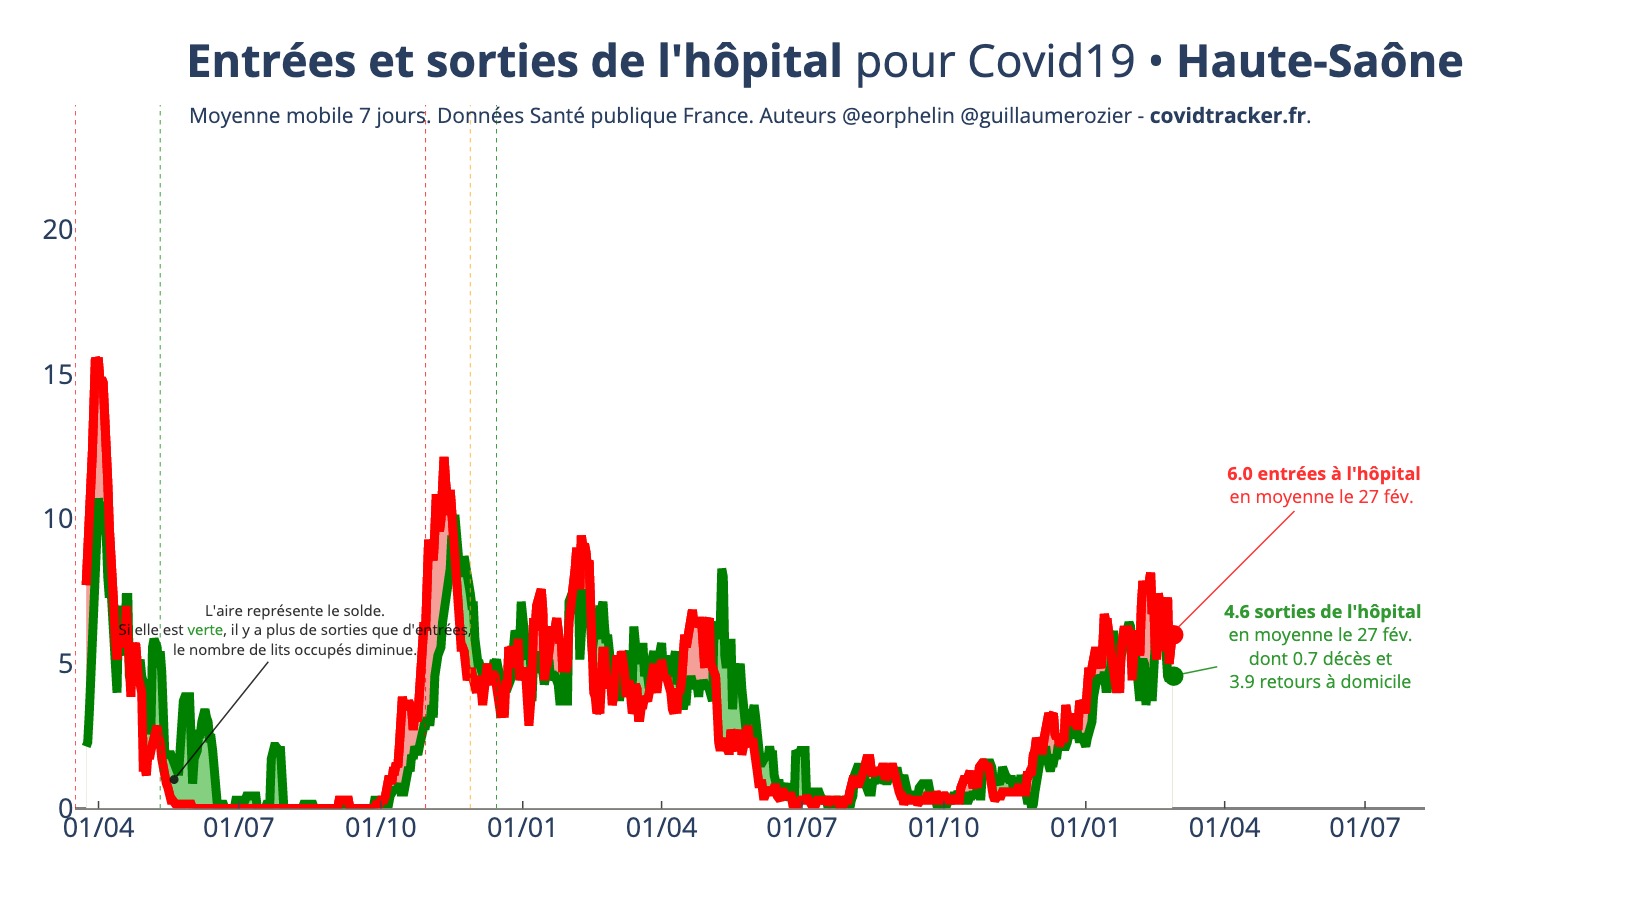 Entrées et sorties de l'hôpital pour Covid19 • Haute-Saône
Moyenne mobile 7 jours. Données Santé publique France. Auteurs @eorphelin @guillaumerozier - covidtracker.fr.
20
15
10
5
0
6.0 entrées à l'hôpital
en moyenne le 27 fév.
4.6 sorties de l'hôpital
en moyenne le 27 fév.
dont 0.7 décès et
3.9 retours à domicile
L'aire représente le solde.
Si elle est verte, il y a plus de sorties que d'entrées,
le nombre de lits occupés diminue.
01/04 01/07 01/10 01/01 01/04 01/07 01/10 01/01 01/04 01/07